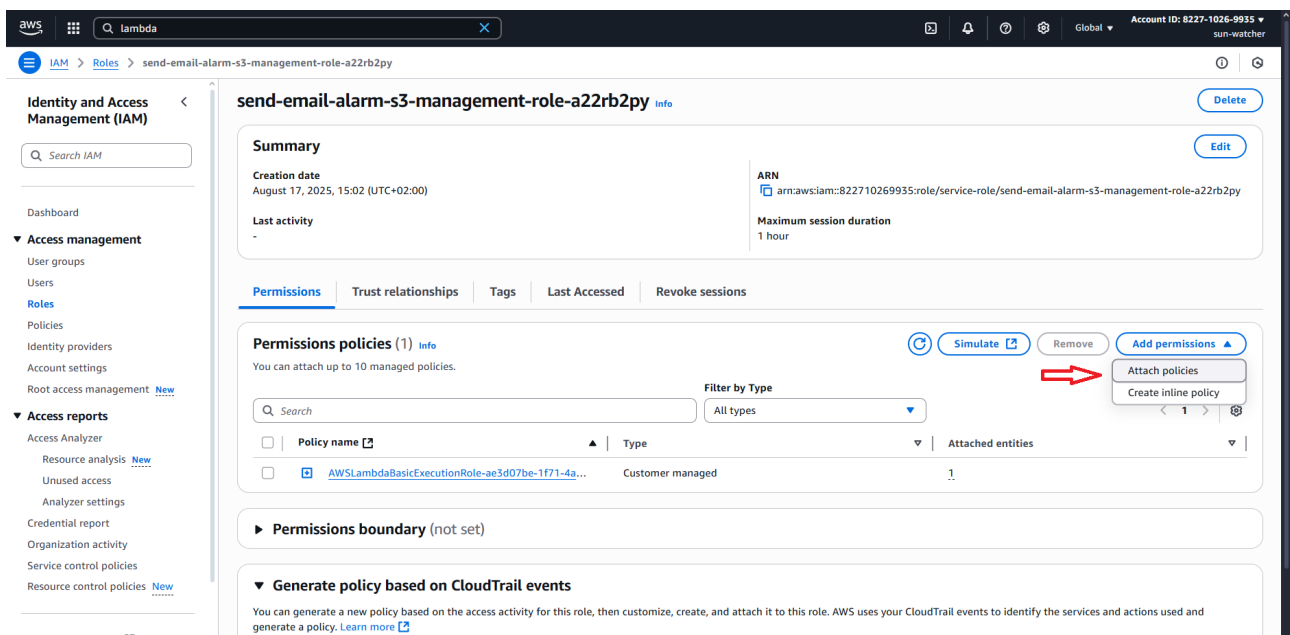 aws
lambda
Global
Account ID: 8227-1026-9935
sun-watcher
IAM > Roles > send-email-alarm-s3-management-role-a22rb2py
Identity and Access Management (IAM)
Search IAM
Dashboard
Access management
User groups
Users
Roles
Policies
Identity providers
Account settings
Root access management New
Access reports
Access Analyzer
Resource analysis New
Unused access
Analyzer settings
Credential report
Organization activity
Service control policies
Resource control policies New
send-email-alarm-s3-management-role-a22rb2py Info
Delete
Summary
Edit
Creation date
August 17, 2025, 15:02 (UTC+02:00)
ARN
arn:aws:iam::822710269935:role/service-role/send-email-alarm-s3-management-role-a22rb2py
Last activity
-
Maximum session duration
1 hour
Permissions
Trust relationships
Tags
Last Accessed
Revoke sessions
Permissions policies (1) Info
Simulate
Remove
Add permissions
You can attach up to 10 managed policies.
Attach policies
Create inline policy
Filter by Type
Search
All types
1
Policy name
Type
Attached entities
AWSLambdaBasicExecutionRole-ae3d07be-1f71-4a...
Customer managed
1
Permissions boundary (not set)
Generate policy based on CloudTrail events
You can generate a new policy based on the access activity for this role, then customize, create, and attach it to this role. AWS uses your CloudTrail events to identify the services and actions used and
generate a policy. Learn more